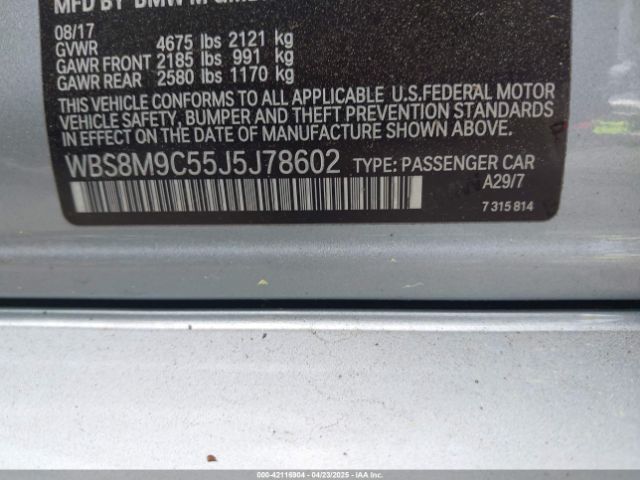 MFD BY BMW M
08/17
GVWR 4675 lbs 2121 kg
GAWR FRONT 2185 lbs 991 kg
GAWR REAR 2580 lbs 1170 kg
THIS VEHICLE CONFORMS TO ALL APPLICABLE U.S.FEDERAL MOTOR
VEHICLE SAFETY, BUMPER AND THEFT PREVENTION STANDARDS
IN EFFECT ON THE DATE OF MANUFACTURE SHOWN ABOVE.
WBS8M9C55J5J78602 TYPE: PASSENGER CAR
A29/7
7 315 814
000-42116904 - 04/23/2025 - IAAI.COM